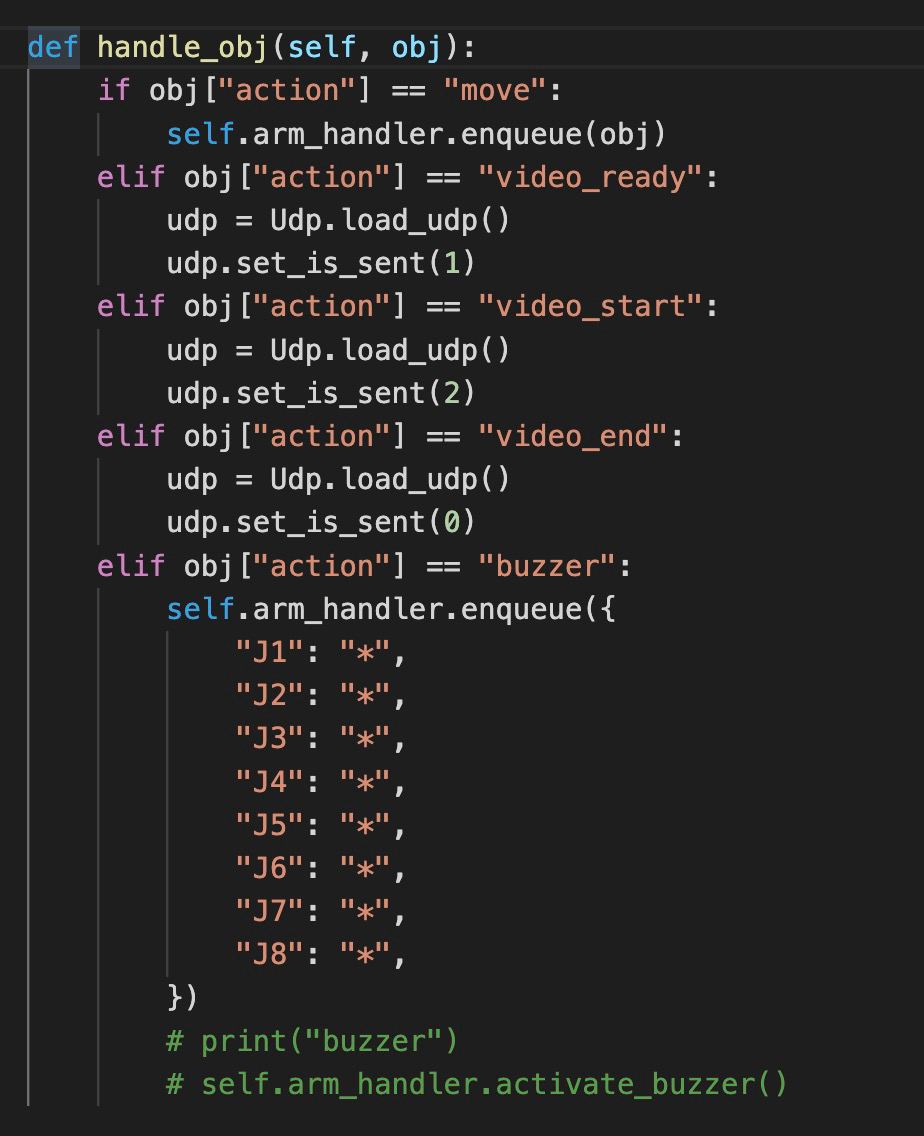 def handle_obj(self, obj):
    if obj["action"] == "move":
        self.arm_handler.enqueue(obj)
    elif obj["action"] == "video_ready":
        udp = Udp.load_udp()
        udp.set_is_sent(1)
    elif obj["action"] == "video_start":
        udp = Udp.load_udp()
        udp.set_is_sent(2)
    elif obj["action"] == "video_end":
        udp = Udp.load_udp()
        udp.set_is_sent(0)
    elif obj["action"] == "buzzer":
        self.arm_handler.enqueue({
            "J1": "*",
            "J2": "*",
            "J3": "*",
            "J4": "*",
            "J5": "*",
            "J6": "*",
            "J7": "*",
            "J8": "*",
        })
        # print("buzzer")
        # self.arm_handler.activate_buzzer()